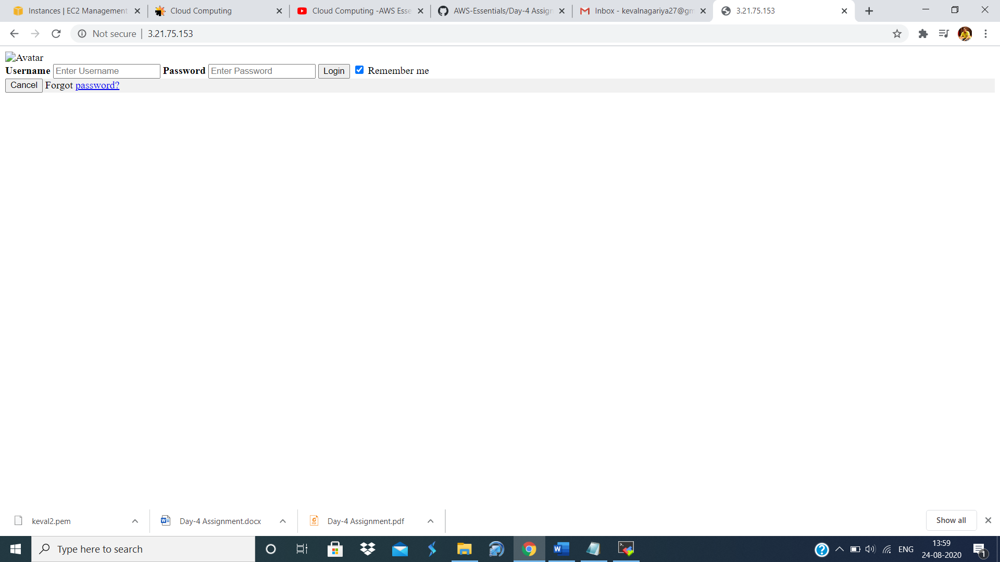 Instances | EC2 Management
Cloud Computing
Cloud Computing -AWS Esse
AWS-Essentials/Day-4 Assign
Inbox - kevalnagariya27@gm
3.21.75.153
Not secure | 3.21.75.153
Avatar
Username Enter Username Password Enter Password Login Remember me
Cancel Forgot password?
keval2.pem
Day-4 Assignment.docx
Day-4 Assignment.pdf
Show all
Type here to search
ENG
13:59
24-08-2020
1